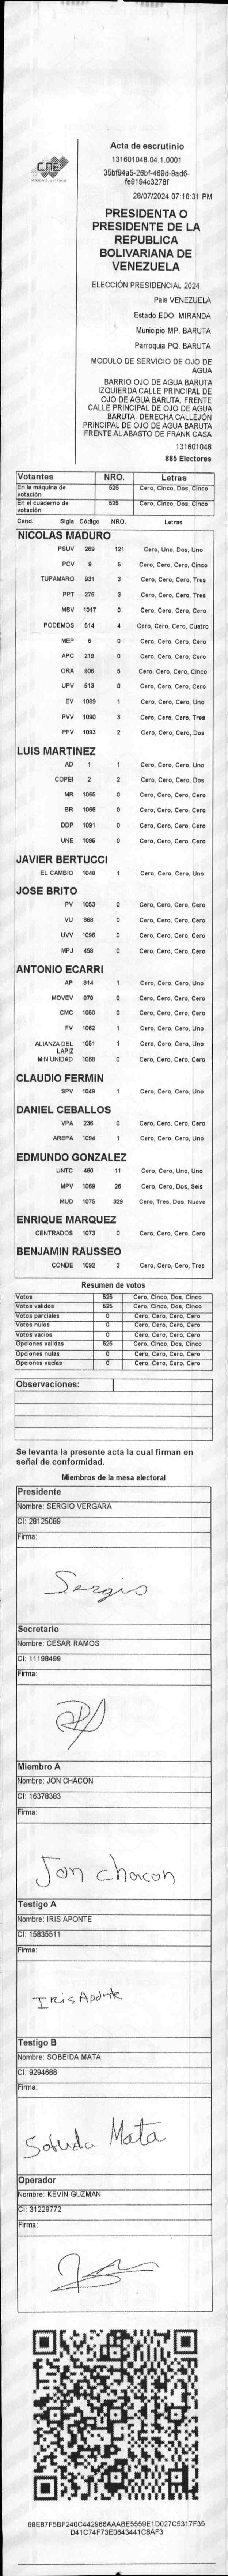 CNE
Acta de escrutinio
131601048.04.1.0001
35bf94a5-26bf-469d-8ad6-
fe9194c3278f
28/07/2024 07:16:31 PM
PRESIDENTA O
PRESIDENTE DE LA
REPUBLICA
BOLIVARIANA DE
VENEZUELA
ELECCIÓN PRESIDENCIAL 2024
País VENEZUELA
Estado EDO. MIRANDA
Municipio MP. BARUTA
Parroquia PQ. BARUTA
MODULO DE SERVICIO DE OJO DE
AGUA
BARRIO OJO DE AGUA BARUTA
IZQUIERDA CALLE PRINCIPAL DE
OJO DE AGUA BARUTA. FRENTE
CALLE PRINCIPAL DE OJO DE AGUA
BARUTA. DERECHA CALLEJÓN
PRINCIPAL DE OJO DE AGUA BARUTA
FRENTE AL ABASTO DE FRANK CASA
131601048
885 Electores
Votantes NRO. Letras
En la máquina de votación 525 Cero, Cinco, Dos, Cinco
En el cuaderno de votación 525 Cero, Cinco, Dos, Cinco
Cand. Sigla Código NRO. Letras
NICOLAS MADURO
PSUV 269 121 Cero, Uno, Dos, Uno
PCV 9 5 Cero, Cero, Cero, Cinco
TUPAMARO 931 3 Cero, Cero, Cero, Tres
PPT 276 3 Cero, Cero, Cero, Tres
MSV 1017 0 Cero, Cero, Cero, Cero
PODEMOS 514 4 Cero, Cero, Cero, Cuatro
MEP 6 0 Cero, Cero, Cero, Cero
APC 219 0 Cero, Cero, Cero, Cero
ORA 906 5 Cero, Cero, Cero, Cinco
UPV 513 0 Cero, Cero, Cero, Cero
EV 1089 1 Cero, Cero, Cero, Uno
PVV 1090 3 Cero, Cero, Cero, Tres
PFV 1093 2 Cero, Cero, Cero, Dos
LUIS MARTINEZ
AD 1 1 Cero, Cero, Cero, Uno
COPEI 2 2 Cero, Cero, Cero, Dos
MR 1065 0 Cero, Cero, Cero, Cero
BR 1066 0 Cero, Cero, Cero, Cero
DDP 1091 0 Cero, Cero, Cero, Cero
UNE 1095 0 Cero, Cero, Cero, Cero
JAVIER BERTUCCI
EL CAMBIO 1048 1 Cero, Cero, Cero, Uno
JOSE BRITO
PV 1053 0 Cero, Cero, Cero, Cero
VU 868 0 Cero, Cero, Cero, Cero
UVV 1096 0 Cero, Cero, Cero, Cero
MPJ 458 0 Cero, Cero, Cero, Cero
ANTONIO ECARRI
AP 814 1 Cero, Cero, Cero, Uno
MOVEV 878 0 Cero, Cero, Cero, Cero
CMC 1050 0 Cero, Cero, Cero, Cero
FV 1062 1 Cero, Cero, Cero, Uno
ALIANZA DEL LAPIZ 1051 1 Cero, Cero, Cero, Uno
MIN UNIDAD 1068 0 Cero, Cero, Cero, Cero
CLAUDIO FERMIN
SPV 1049 1 Cero, Cero, Cero, Uno
DANIEL CEBALLOS
VPA 236 0 Cero, Cero, Cero, Cero
AREPA 1094 1 Cero, Cero, Cero, Uno
EDMUNDO GONZALEZ
UNTC 460 11 Cero, Cero, Uno, Uno
MPV 1069 26 Cero, Cero, Dos, Seis
MUD 1075 329 Cero, Tres, Dos, Nueve
ENRIQUE MARQUEZ
CENTRADOS 1073 0 Cero, Cero, Cero, Cero
BENJAMIN RAUSSEO
CONDE 1092 3 Cero, Cero, Cero, Tres
Resumen de votos
Votos 525 Cero, Cinco, Dos, Cinco
Votos validos 525 Cero, Cinco, Dos, Cinco
Votos parciales 0 Cero, Cero, Cero, Cero
Votos nulos 0 Cero, Cero, Cero, Cero
Votos vacios 0 Cero, Cero, Cero, Cero
Opciones validas 525 Cero, Cinco, Dos, Cinco
Opciones nulas 0 Cero, Cero, Cero, Cero
Opciones vacias 0 Cero, Cero, Cero, Cero
Observaciones:
Se levanta la presente acta la cual firman en
señal de conformidad.
Miembros de la mesa electoral
Presidente
Nombre: SERGIO VERGARA
CI: 28125089
Firma:
Sergio
Secretario
Nombre: CESAR RAMOS
CI: 11198499
Firma:
Miembro A
Nombre: JON CHACON
CI: 16378383
Firma:
Jon chacon
Testigo A
Nombre: IRIS APONTE
CI: 15835511
Firma:
Iris Aponte
Testigo B
Nombre: SOBEIDA MATA
CI: 9294688
Firma:
Sobeida Mata
Operador
Nombre: KEVIN GUZMAN
CI: 31229772
Firma:
68E87F5BF240C442966AAABE5559E1D027C5317F35
D41C74F73E0643441C8AF3